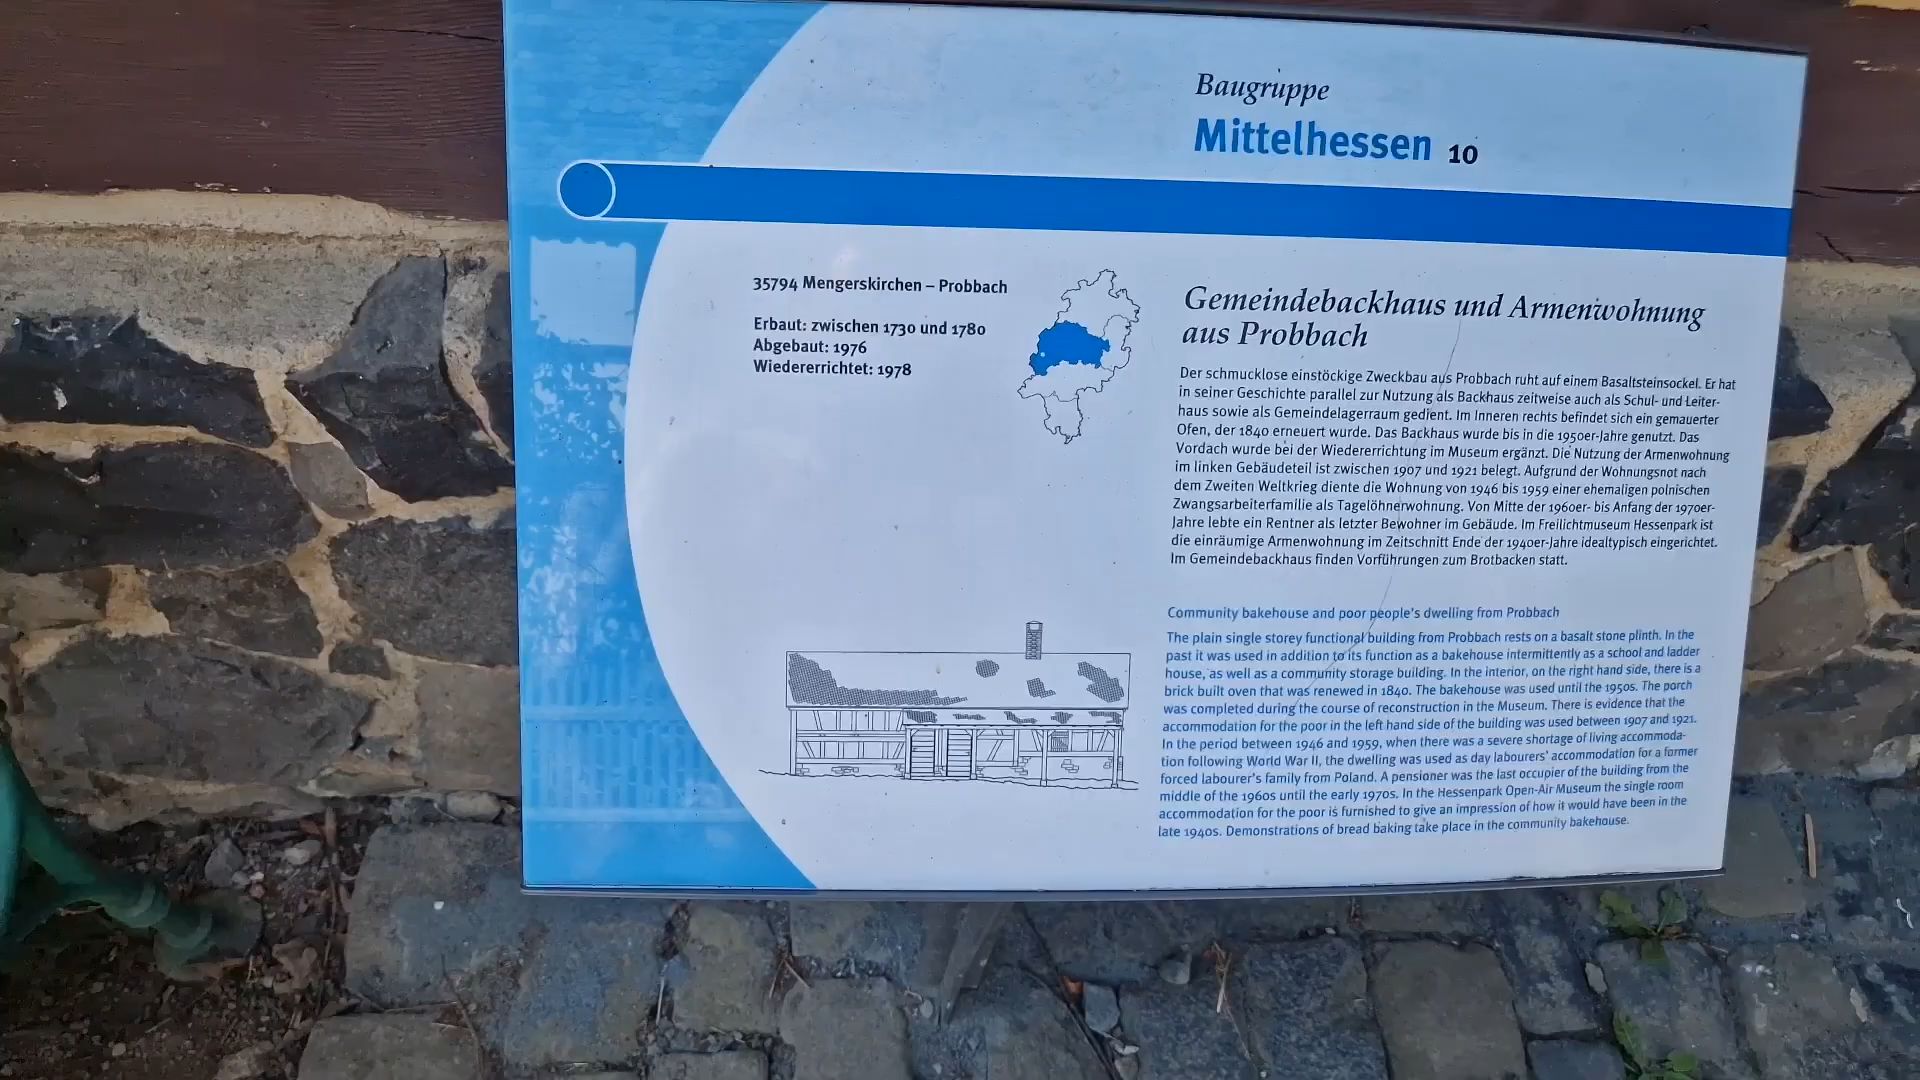 Baugruppe
Mittelhessen 10
35794 Mengerskirchen – Probbach
Erbaut: zwischen 1730 und 1780
Abgebaut: 1976
Wiedererrichtet: 1978
Gemeindebackhaus und Armenwohnung
aus Probbach
Der schmucklose einstöckige Zweckbau aus Probbach ruht auf einem Basaltsteinsockel. Er hat
in seiner Geschichte parallel zur Nutzung als Backhaus zeitweise auch als Schul- und Leiter-
haus sowie als Gemeindelagerraum gedient. Im Inneren rechts befindet sich ein gemauerter
Ofen, der 1840 erneuert wurde. Das Backhaus wurde bis in die 1950er-Jahre genutzt. Das
Vordach wurde bei der Wiedererrichtung im Museum ergänzt. Die Nutzung der Armenwohnung
im linken Gebäudeteil ist zwischen 1907 und 1921 belegt. Aufgrund der Wohnungsnot nach
dem Zweiten Weltkrieg diente die Wohnung von 1946 bis 1959 einer ehemaligen polnischen
Zwangsarbeiterfamilie als Tagelöhnerwohnung. Von Mitte der 1960er- bis Anfang der 1970er-
Jahre lebte ein Rentner als letzter Bewohner im Gebäude. Im Freilichtmuseum Hessenpark ist
die einräumige Armenwohnung im Zeitschnitt Ende der 1940er-Jahre idealtypisch eingerichtet.
Im Gemeindebackhaus finden Vorführungen zum Brotbacken statt.
Community bakehouse and poor people's dwelling from Probbach
The plain single storey functional building from Probbach rests on a basalt stone plinth. In the
past it was used in addition to its function as a bakehouse intermittently as a school and ladder
house, as well as a community storage building. In the interior, on the right hand side, there is a
brick built oven that was renewed in 1840. The bakehouse was used until the 1950s. The porch
was completed during the course of reconstruction in the Museum. There is evidence that the
accommodation for the poor in the left hand side of the building was used between 1907 and 1921.
In the period between 1946 and 1959, when there was a severe shortage of living accommoda-
tion following World War II, the dwelling was used as day labourers' accommodation for a former
forced labourer's family from Poland. A pensioner was the last occupier of the building from the
middle of the 1960s until the early 1970s. In the Hessenpark Open-Air Museum the single room
accommodation for the poor is furnished to give an impression of how it would have been in the
late 1940s. Demonstrations of bread baking take place in the community bakehouse.